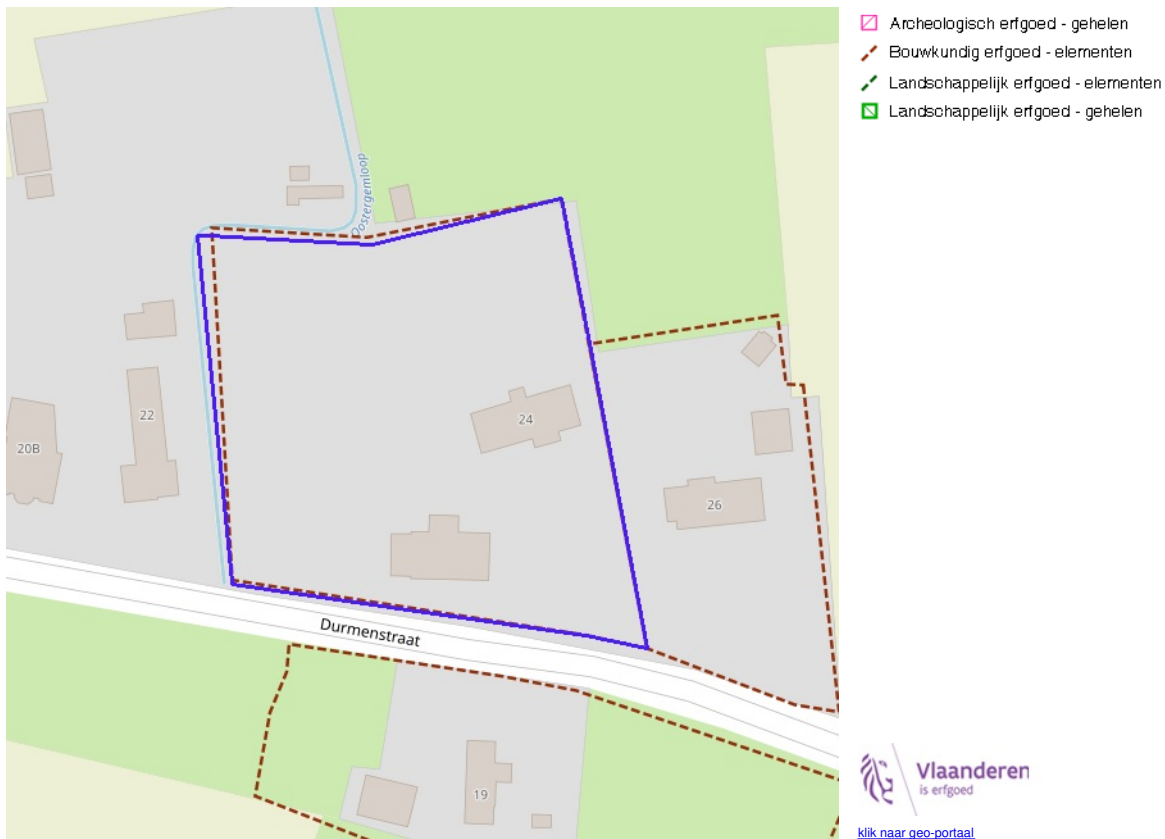 Archeologisch erfgoed - gehelen
Bouwkundig erfgoed - elementen
Landschappelijk erfgoed - elementen
Landschappelijk erfgoed - gehelen
Oostergemloop
22
20B
24
26
Durmenstraat
19
Vlaanderen
is erfgoed
klik naar geo-portaal